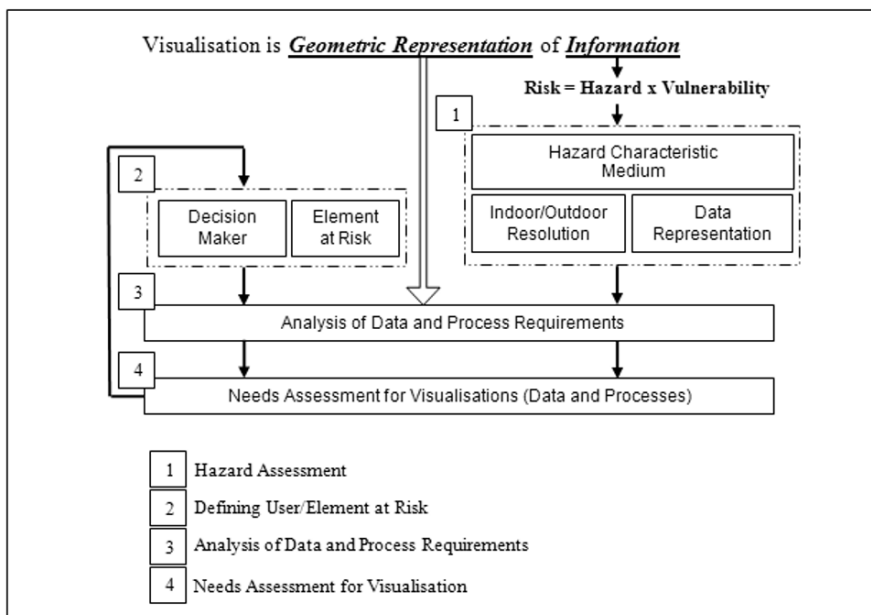 Visualisation is Geometric Representation of Information
Risk = Hazard x Vulnerability
1
Hazard Characteristic
Medium
Indoor/Outdoor
Resolution
Data
Representation
2
Decision
Maker
Element
at Risk
3
Analysis of Data and Process Requirements
4
Needs Assessment for Visualisations (Data and Processes)
1 Hazard Assessment
2 Defining User/Element at Risk
3 Analysis of Data and Process Requirements
4 Needs Assessment for Visualisation